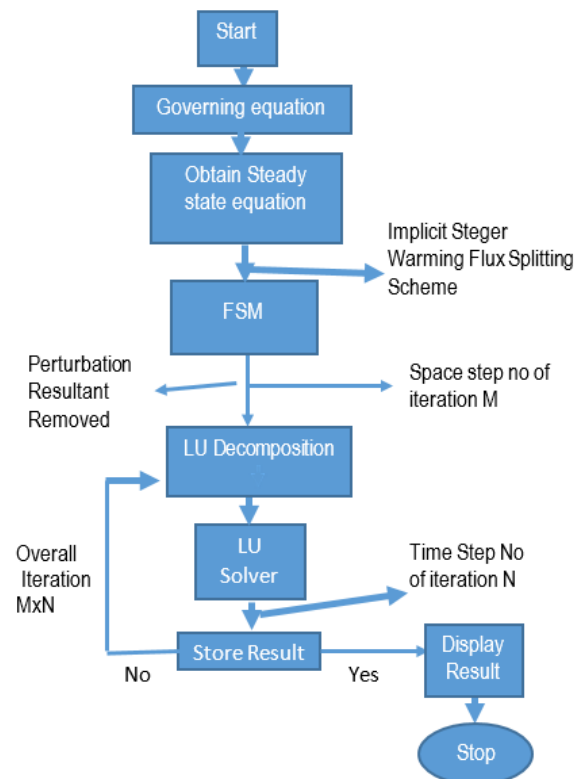 Start
Governing equation
Obtain Steady
state equation
Implicit Steger
Warming Flux Splitting
Scheme
FSM
Perturbation
Resultant
Removed
Space step no of
iteration M
LU Decomposition
LU
Solver
Overall
Iteration
MxN
Time Step No
of iteration N
Store Result
No
Yes
Display
Result
Stop